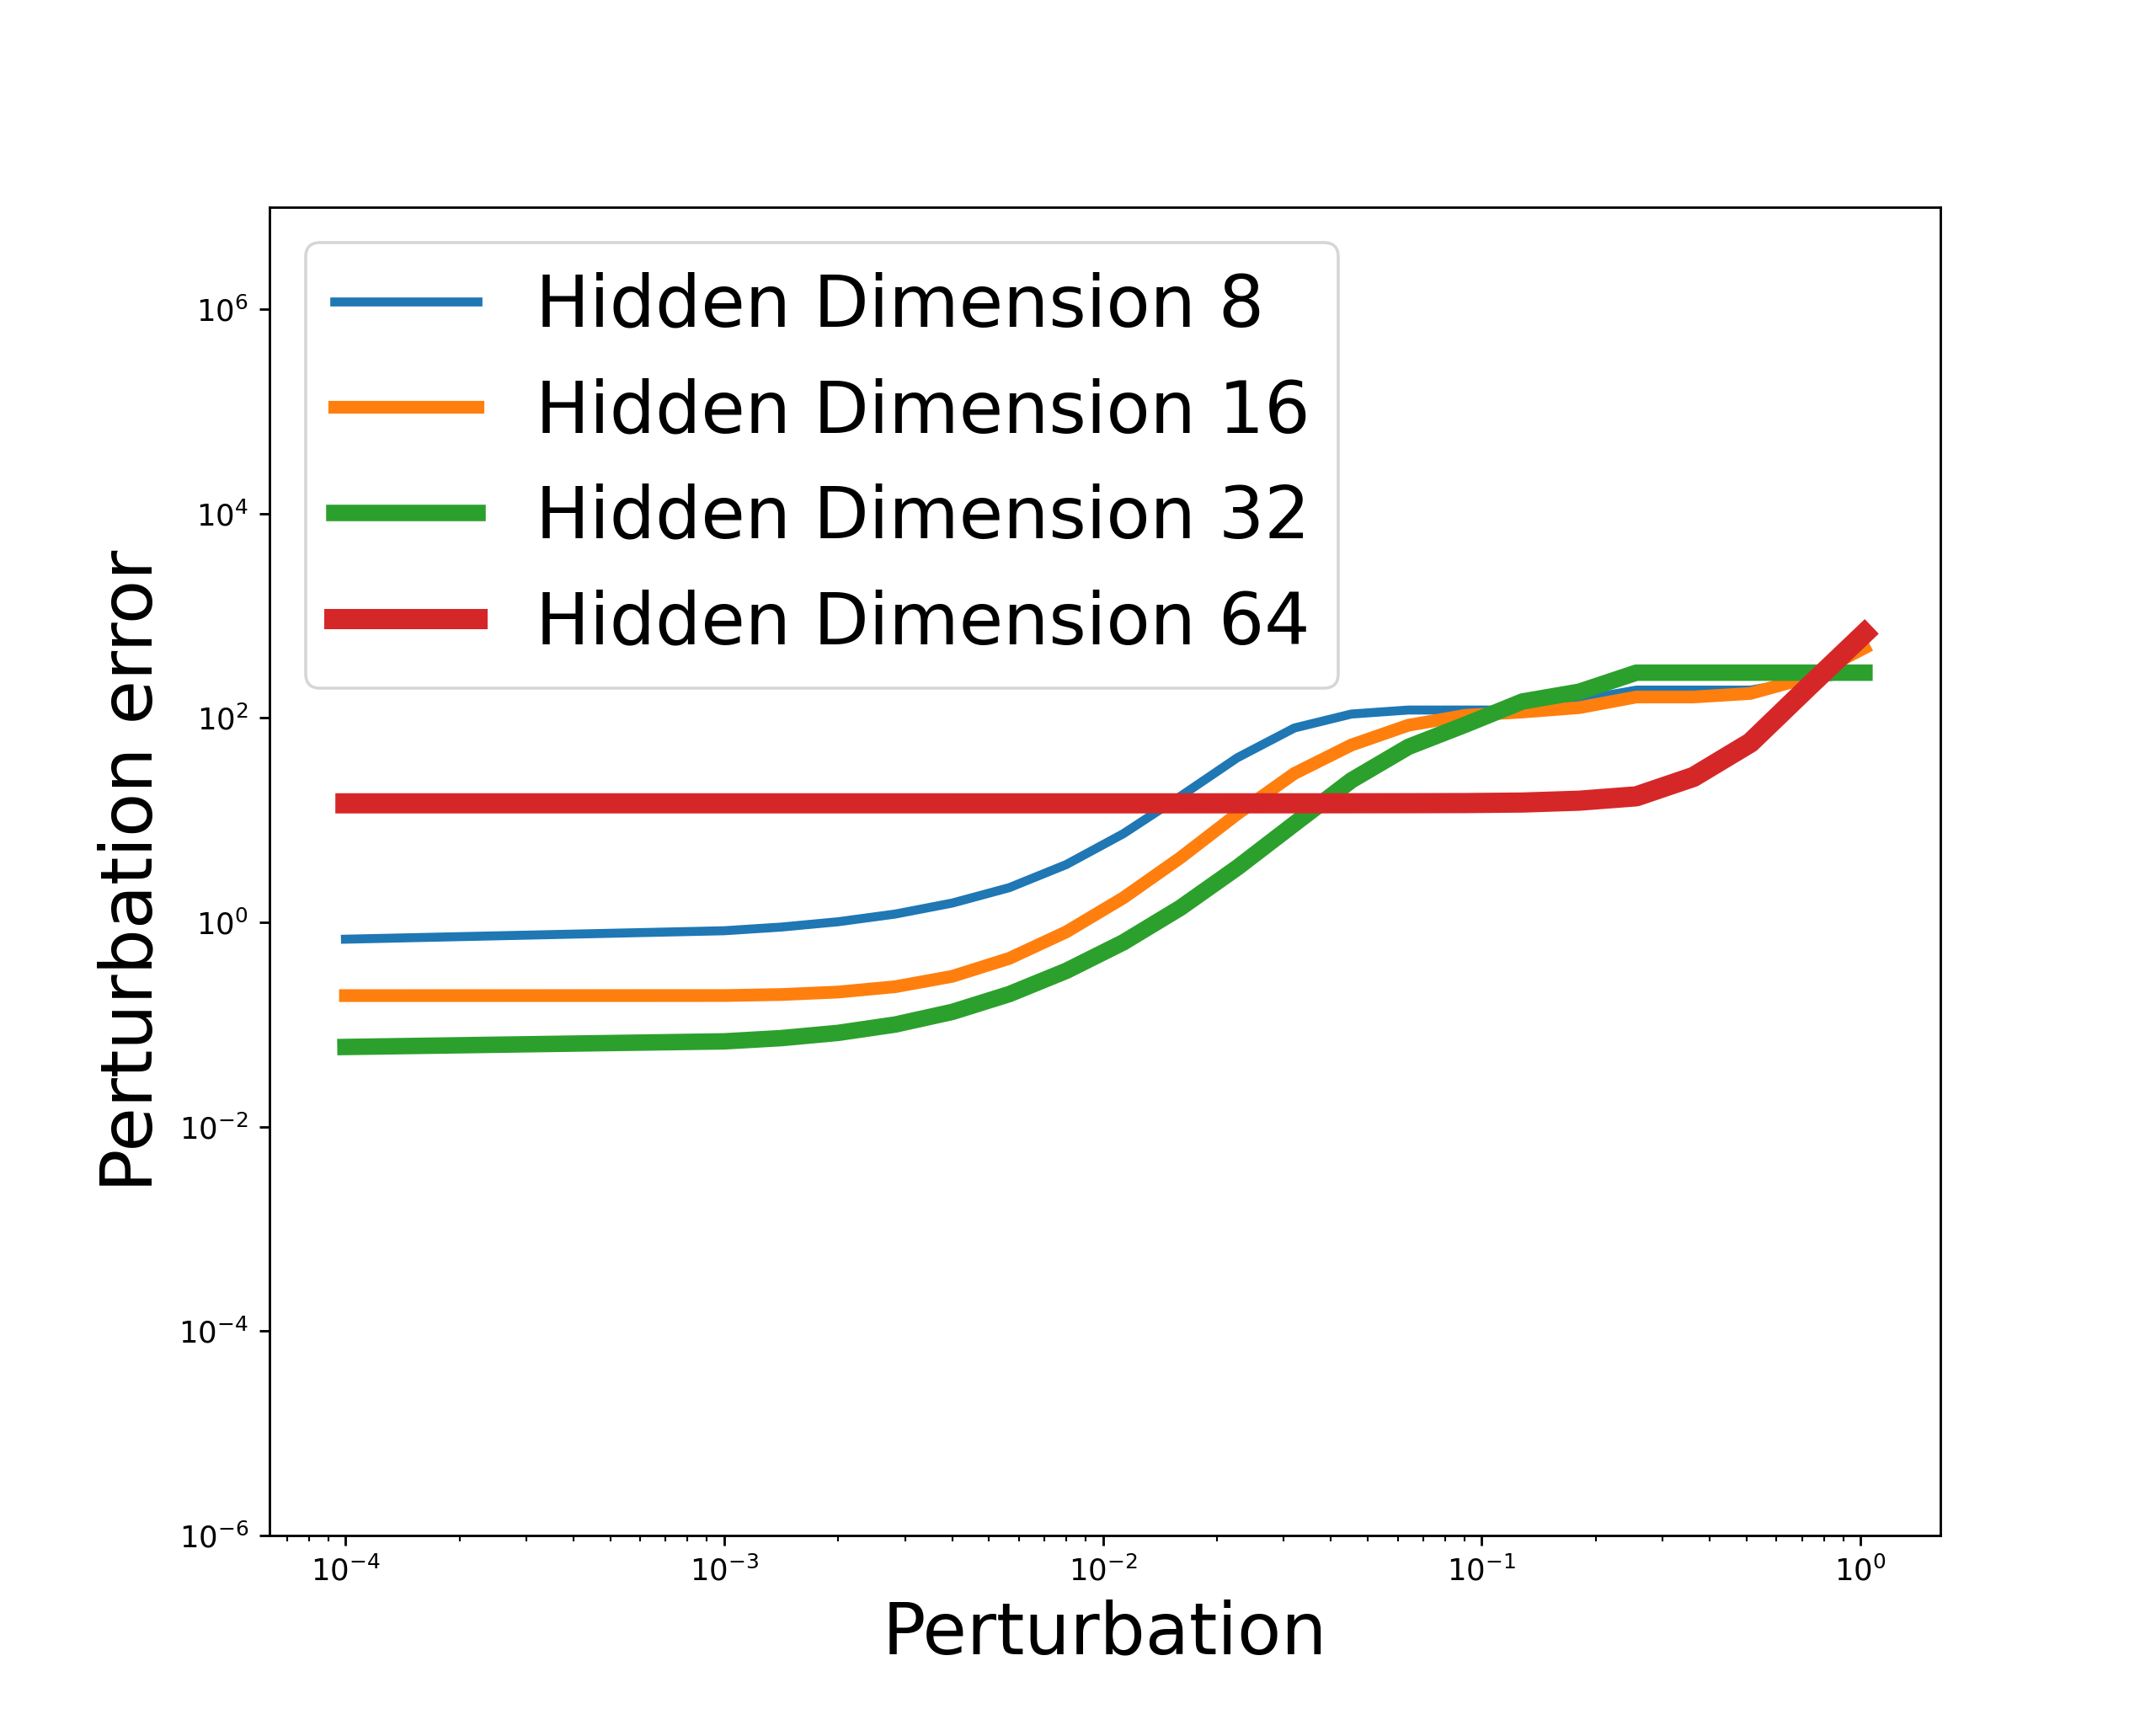 Hidden Dimension 8
Hidden Dimension 16
Hidden Dimension 32
Hidden Dimension 64
Perturbation error
10⁶
10⁴
10²
10⁰
10⁻²
10⁻⁴
10⁻⁶
10⁻⁴ 10⁻³ 10⁻² 10⁻¹ 10⁰
Perturbation